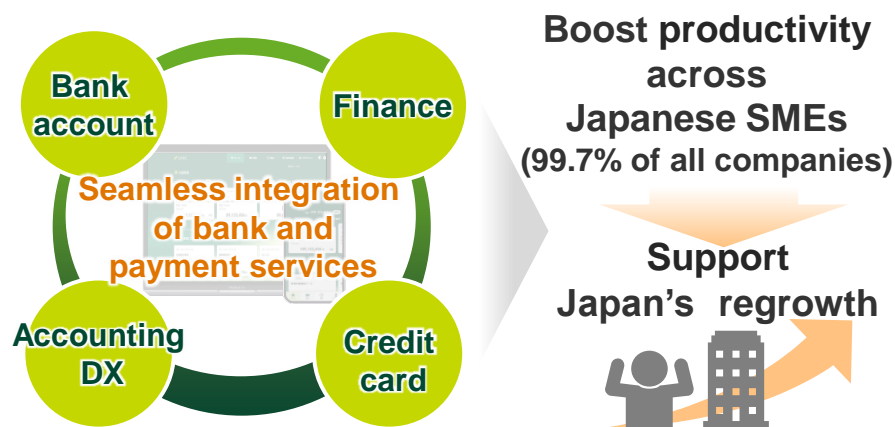 Bank
account
Finance
Seamless integration
of bank and
payment services
Accounting
DX
Credit
card
Boost productivity
across
Japanese SMEs
(99.7% of all companies)
Support
Japan's regrowth